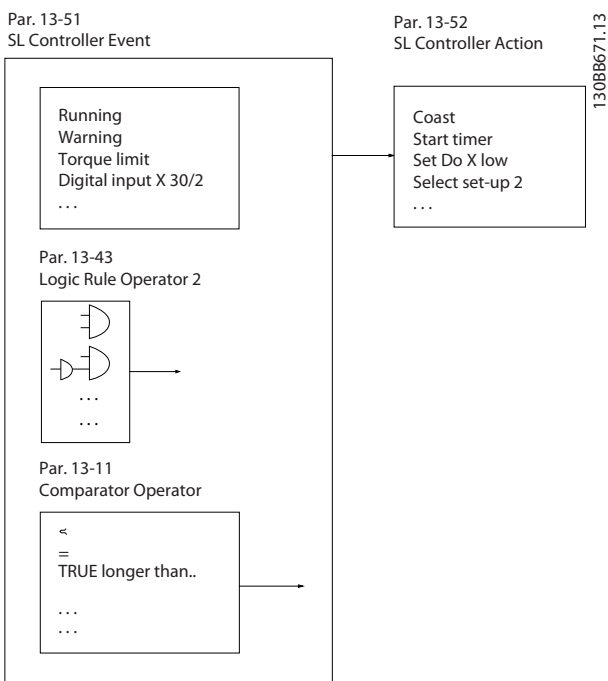 Par. 13-51
SL Controller Event
Par. 13-52
SL Controller Action
130BB671.13
Running
Warning
Torque limit
Digital input X 30/2
. . .
Coast
Start timer
Set Do X low
Select set-up 2
. . .
Par. 13-43
Logic Rule Operator 2
. . .
. . .
Par. 13-11
Comparator Operator
<
=
TRUE longer than..
. . .
. . .